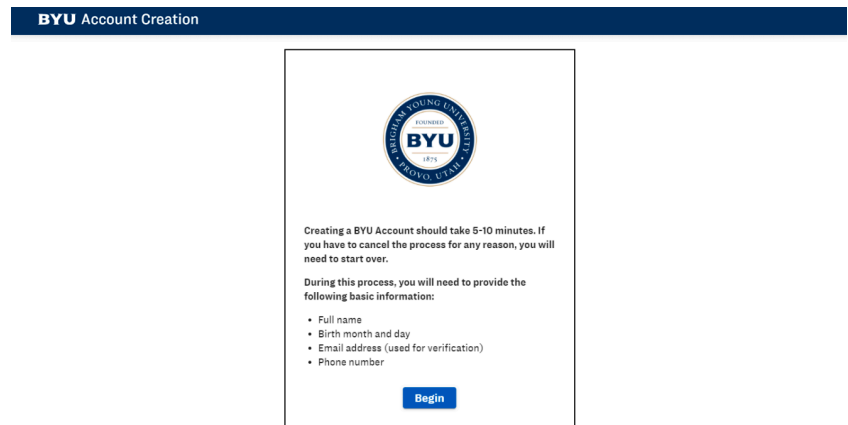 BYU Account Creation
BRIGHAM YOUNG UNIVERSITY
FOUNDED
BYU
1875
PROVO, UTAH
Creating a BYU Account should take 5-10 minutes. If
you have to cancel the process for any reason, you will
need to start over.
During this process, you will need to provide the
following basic information:
• Full name
• Birth month and day
• Email address (used for verification)
• Phone number
Begin